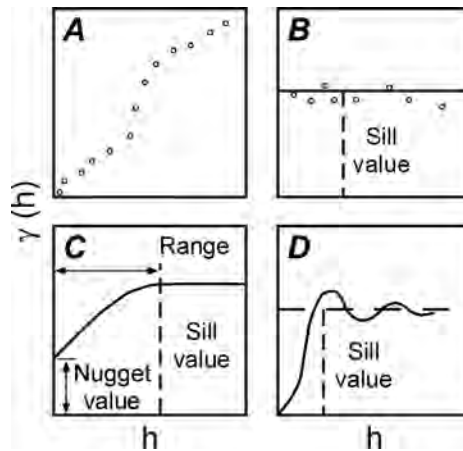 A
B
Sill
value
γ (h)
C
Range
Sill
value
Nugget
value
D
Sill
value
h
h